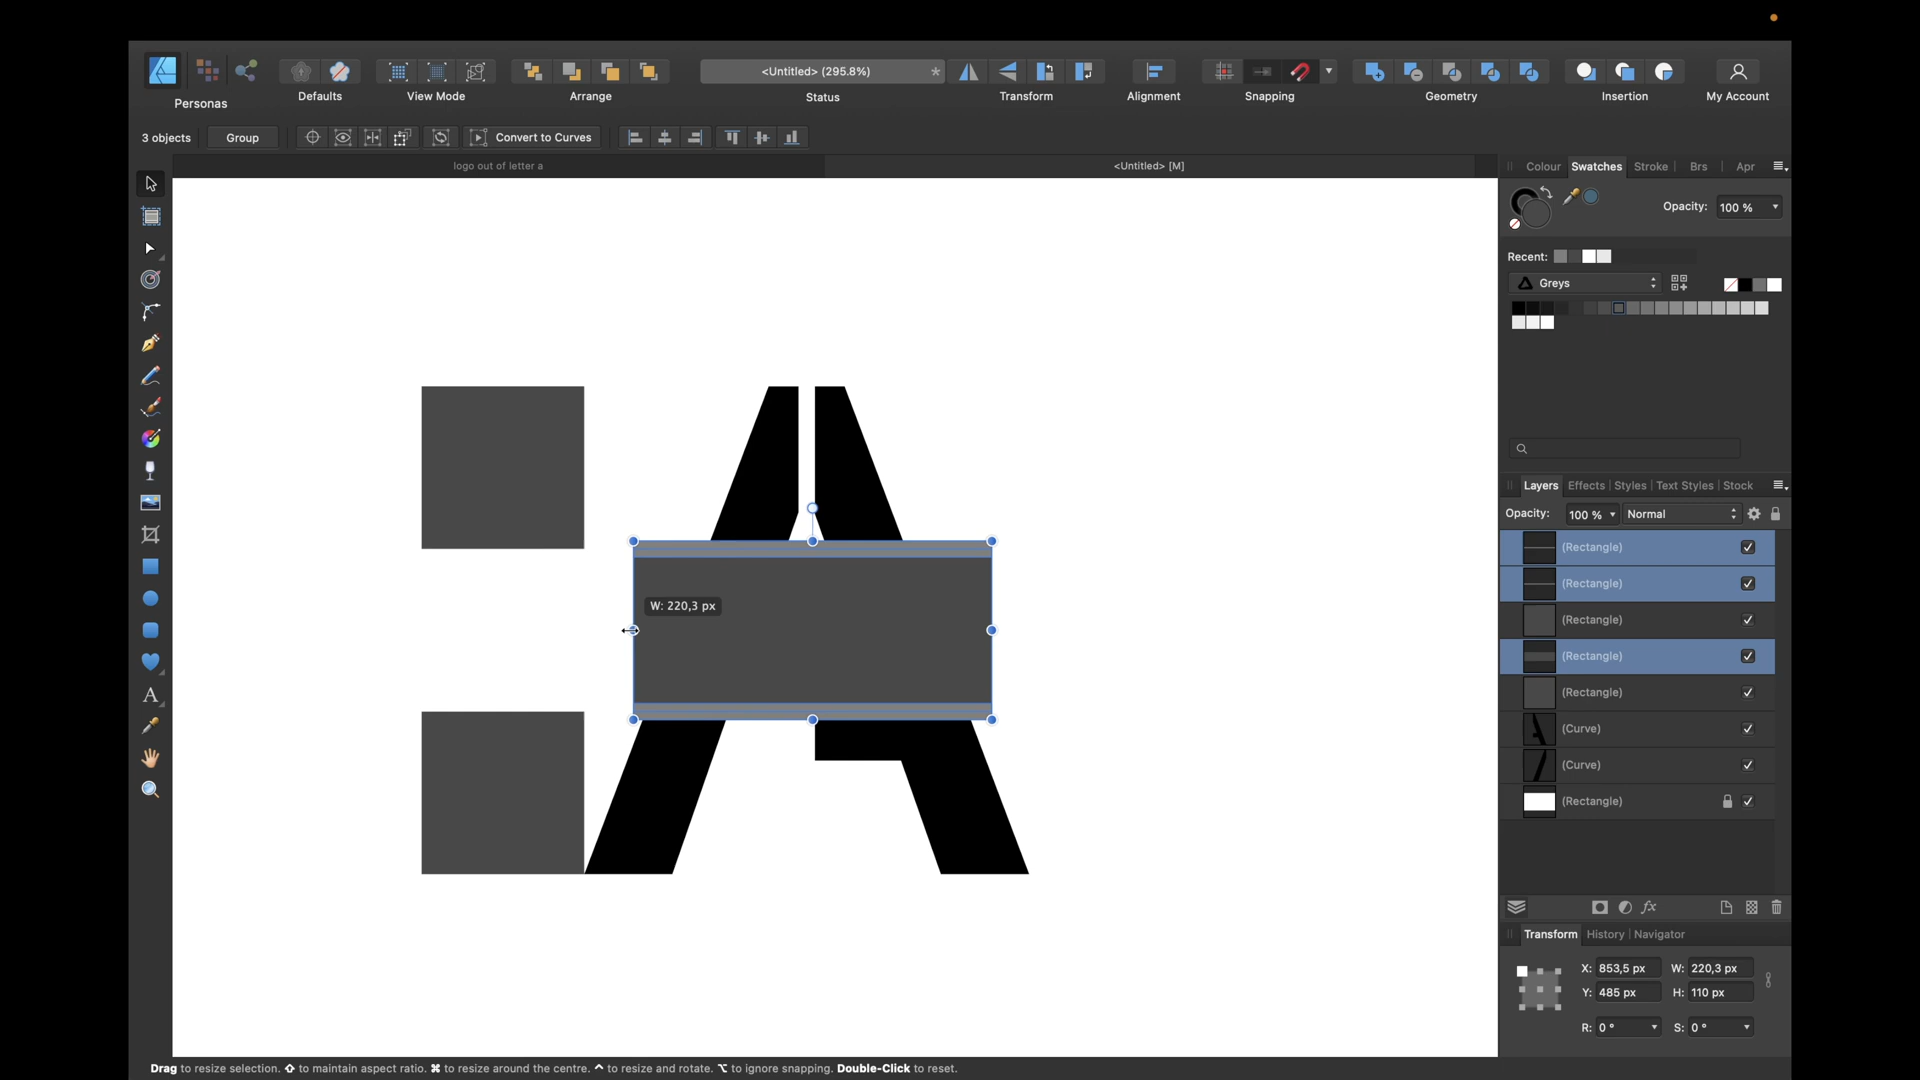 <Untitled> (295.8%)
*
Personas
Defaults
View Mode
Arrange
Status
Transform
Alignment
Snapping
Geometry
Insertion
My Account
3 objects
Group
Convert to Curves
logo out of letter a
<Untitled> [M]
Colour
Swatches
Stroke
Brs
Apr
Opacity:
100 %
Recent:
Greys
Layers
Effects
Styles
Text Styles
Stock
Opacity:
100 %
Normal
(Rectangle)
(Rectangle)
(Rectangle)
(Rectangle)
(Rectangle)
(Curve)
(Curve)
(Rectangle)
W: 220,3 px
Transform
History
Navigator
X: 853,5 px
W: 220,3 px
Y: 485 px
H: 110 px
R: 0 °
S: 0 °
Drag to resize selection. ⇧ to maintain aspect ratio. ⌘ to resize around the centre. ^ to resize and rotate. ⌥ to ignore snapping. Double-Click to reset.